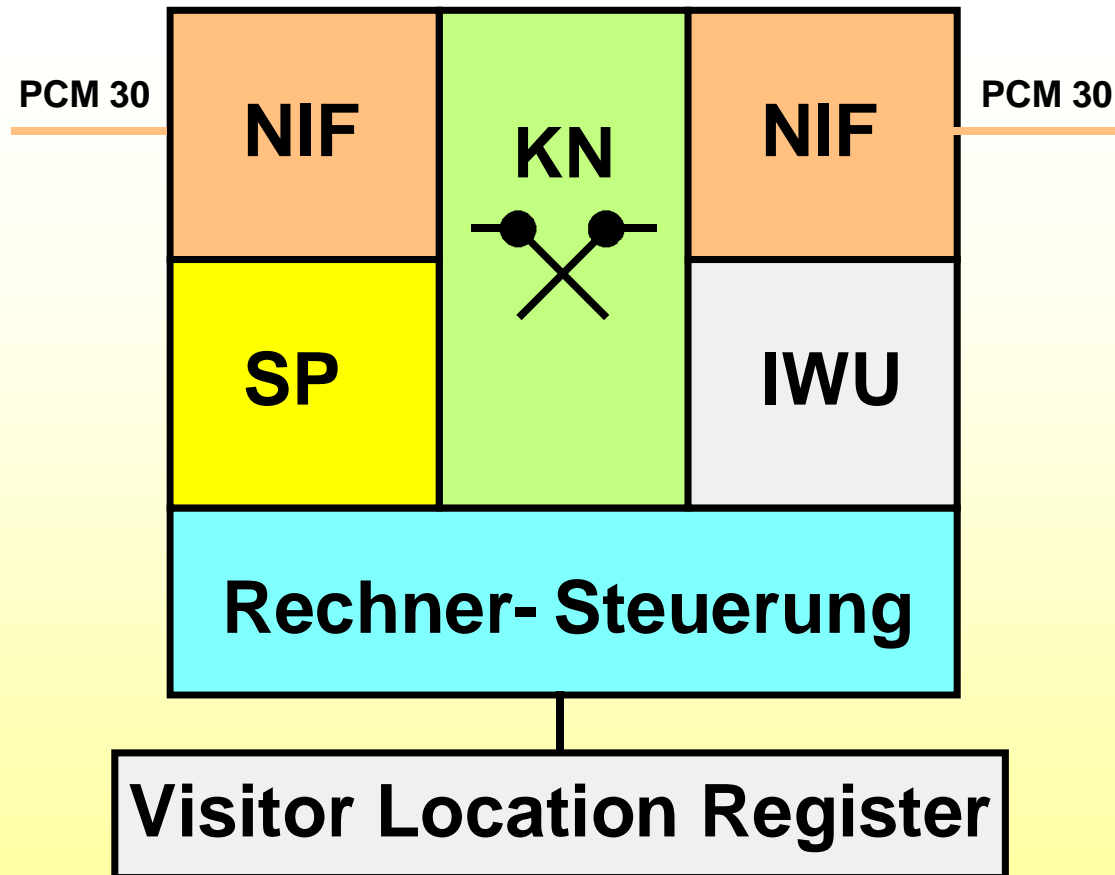 PCM 30
NIF
KN
NIF
PCM 30
SP
IWU
Rechner- Steuerung
Visitor Location Register